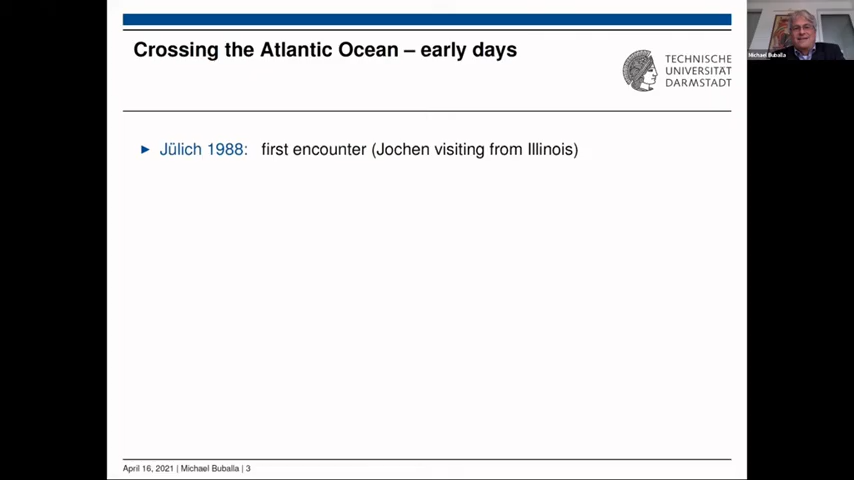 Crossing the Atlantic Ocean – early days
TECHNISCHE
UNIVERSITÄT
DARMSTADT
Michael Buballa
► Jülich 1988: first encounter (Jochen visiting from Illinois)
April 16, 2021 | Michael Buballa | 3